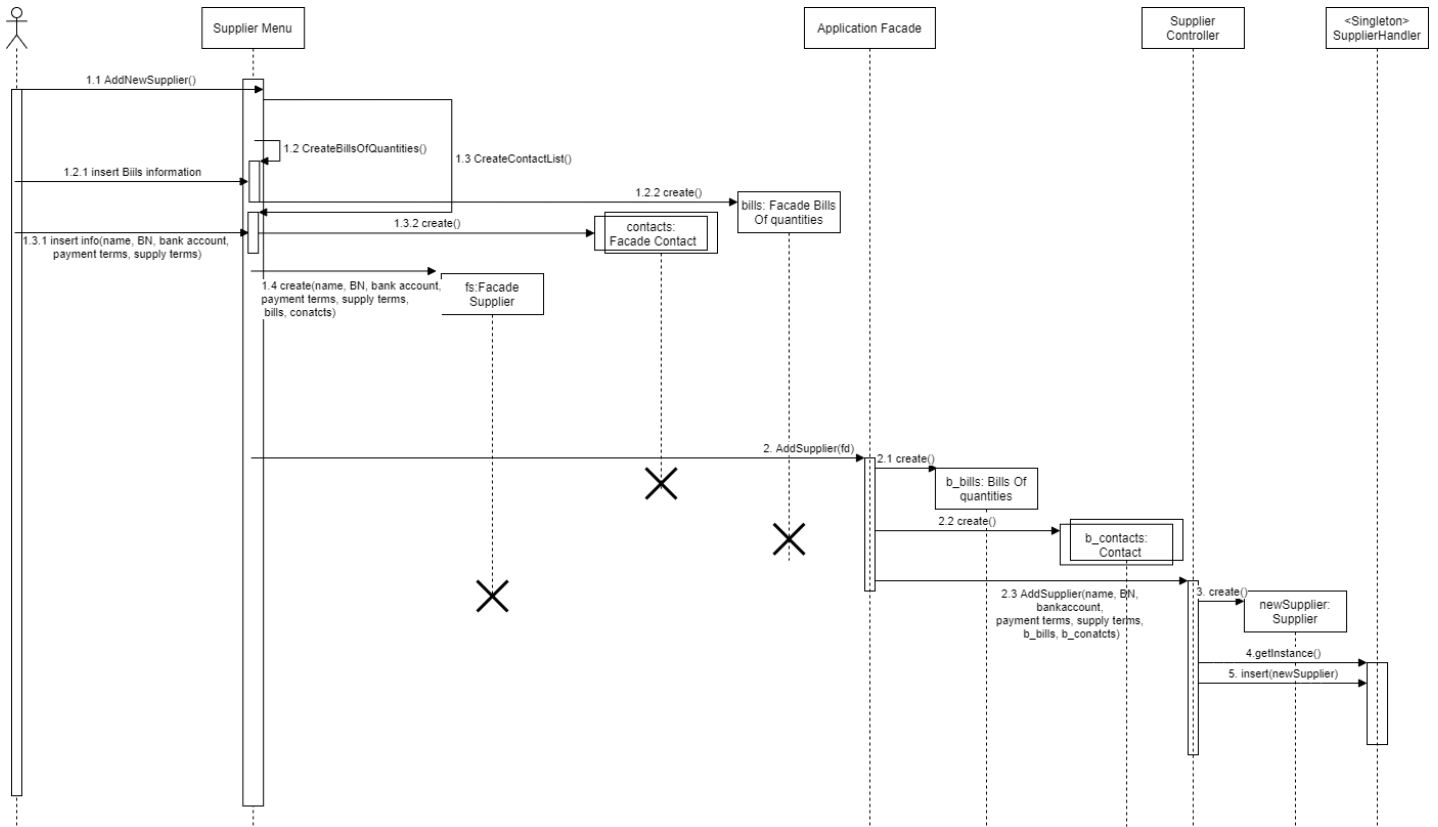 Supplier Menu
Application Facade
Supplier
Controller
<Singleton>
SupplierHandler
1.1 AddNewSupplier()
1.2 CreateBillsOfQuantities()
1.3 CreateContactList()
1.2.1 insert Biils information
1.2.2 create()
bills: Facade Bills
Of quantities
1.3.2 create()
contacts:
Facade Contact
1.3.1 insert info(name, BN, bank account,
payment terms, supply terms)
1.4 create(name, BN, bank account,
payment terms, supply terms,
bills, conatcts)
fs:Facade
Supplier
2. AddSupplier(fd)
2.1 create()
b_bills: Bills Of
quantities
2.2 create()
b_contacts:
Contact
2.3 AddSupplier(name, BN,
bankaccount,
payment terms, supply terms,
b_bills, b_conatcts)
3. create()
newSupplier:
Supplier
4.getInstance()
5. insert(newSupplier)